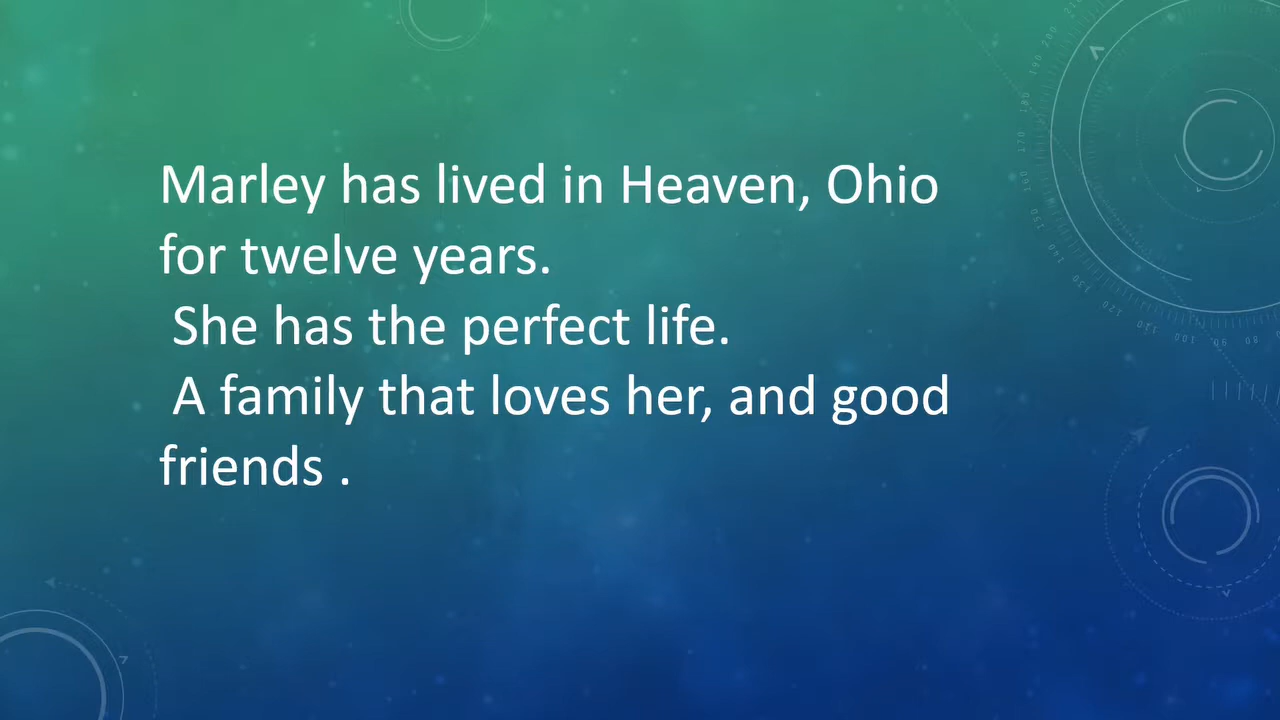 Marley has lived in Heaven, Ohio
for twelve years.
She has the perfect life.
A family that loves her, and good
friends .